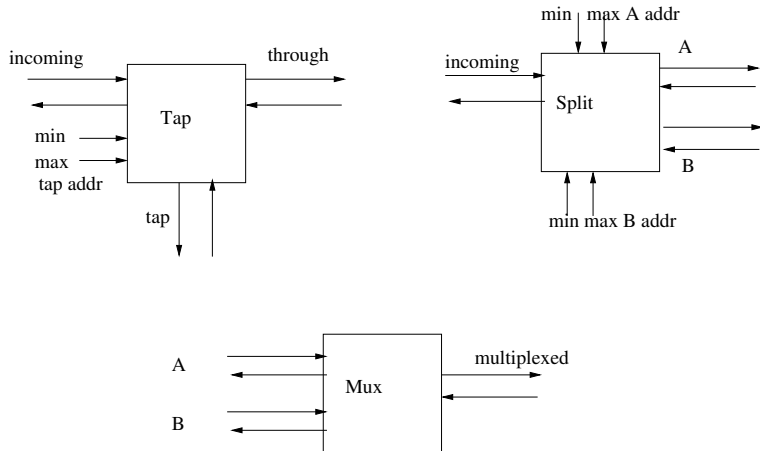 incoming
through
Tap
min
max
tap addr
tap
min max A addr
incoming
A
Split
B
min max B addr
A
multiplexed
Mux
B